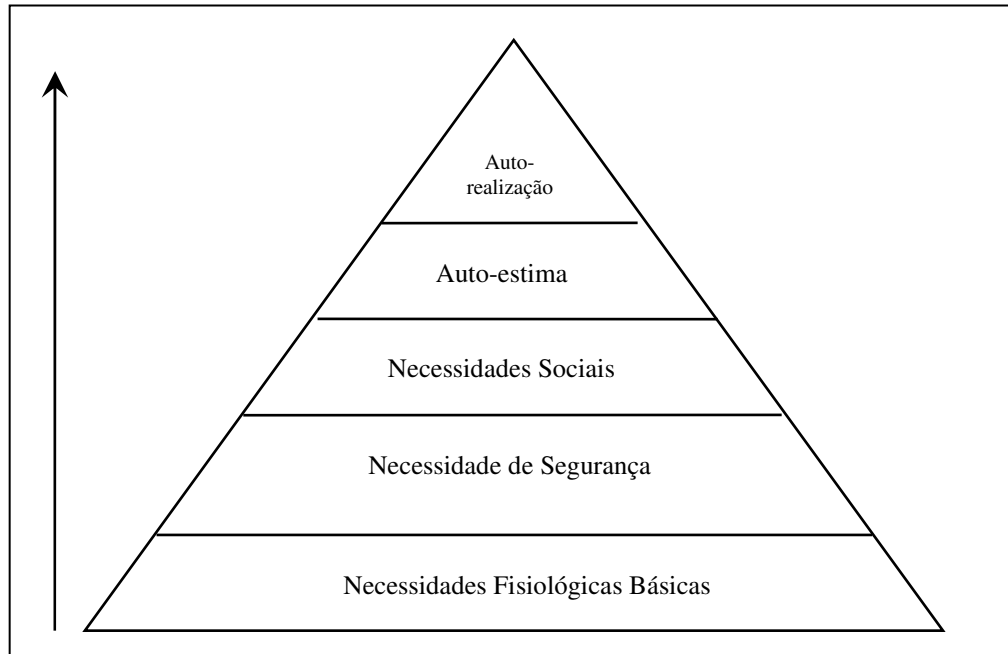 Auto-
realização
Auto-estima
Necessidades Sociais
Necessidade de Segurança
Necessidades Fisiológicas Básicas